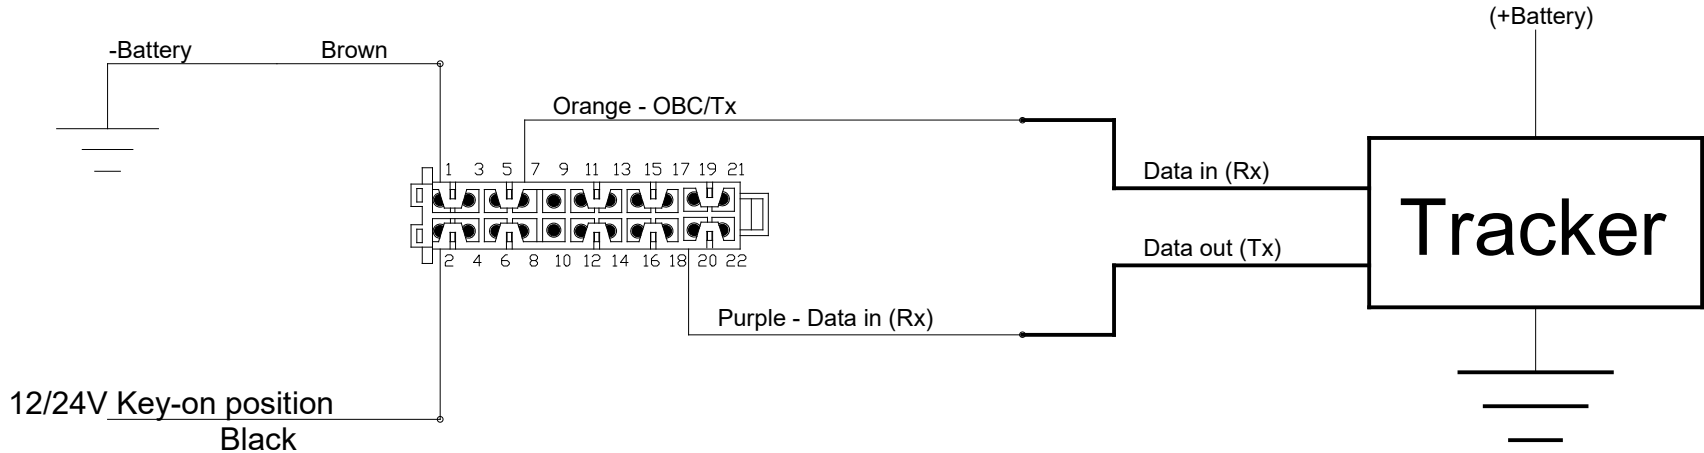 (+Battery)
-Battery Brown
Orange - OBC/Tx
1 3 5 7 9 11 13 15 17 19 21
Data in (Rx)
Tracker
Data out (Tx)
2 4 6 8 10 12 14 16 18 20 22
Purple - Data in (Rx)
12/24V Key-on position
Black